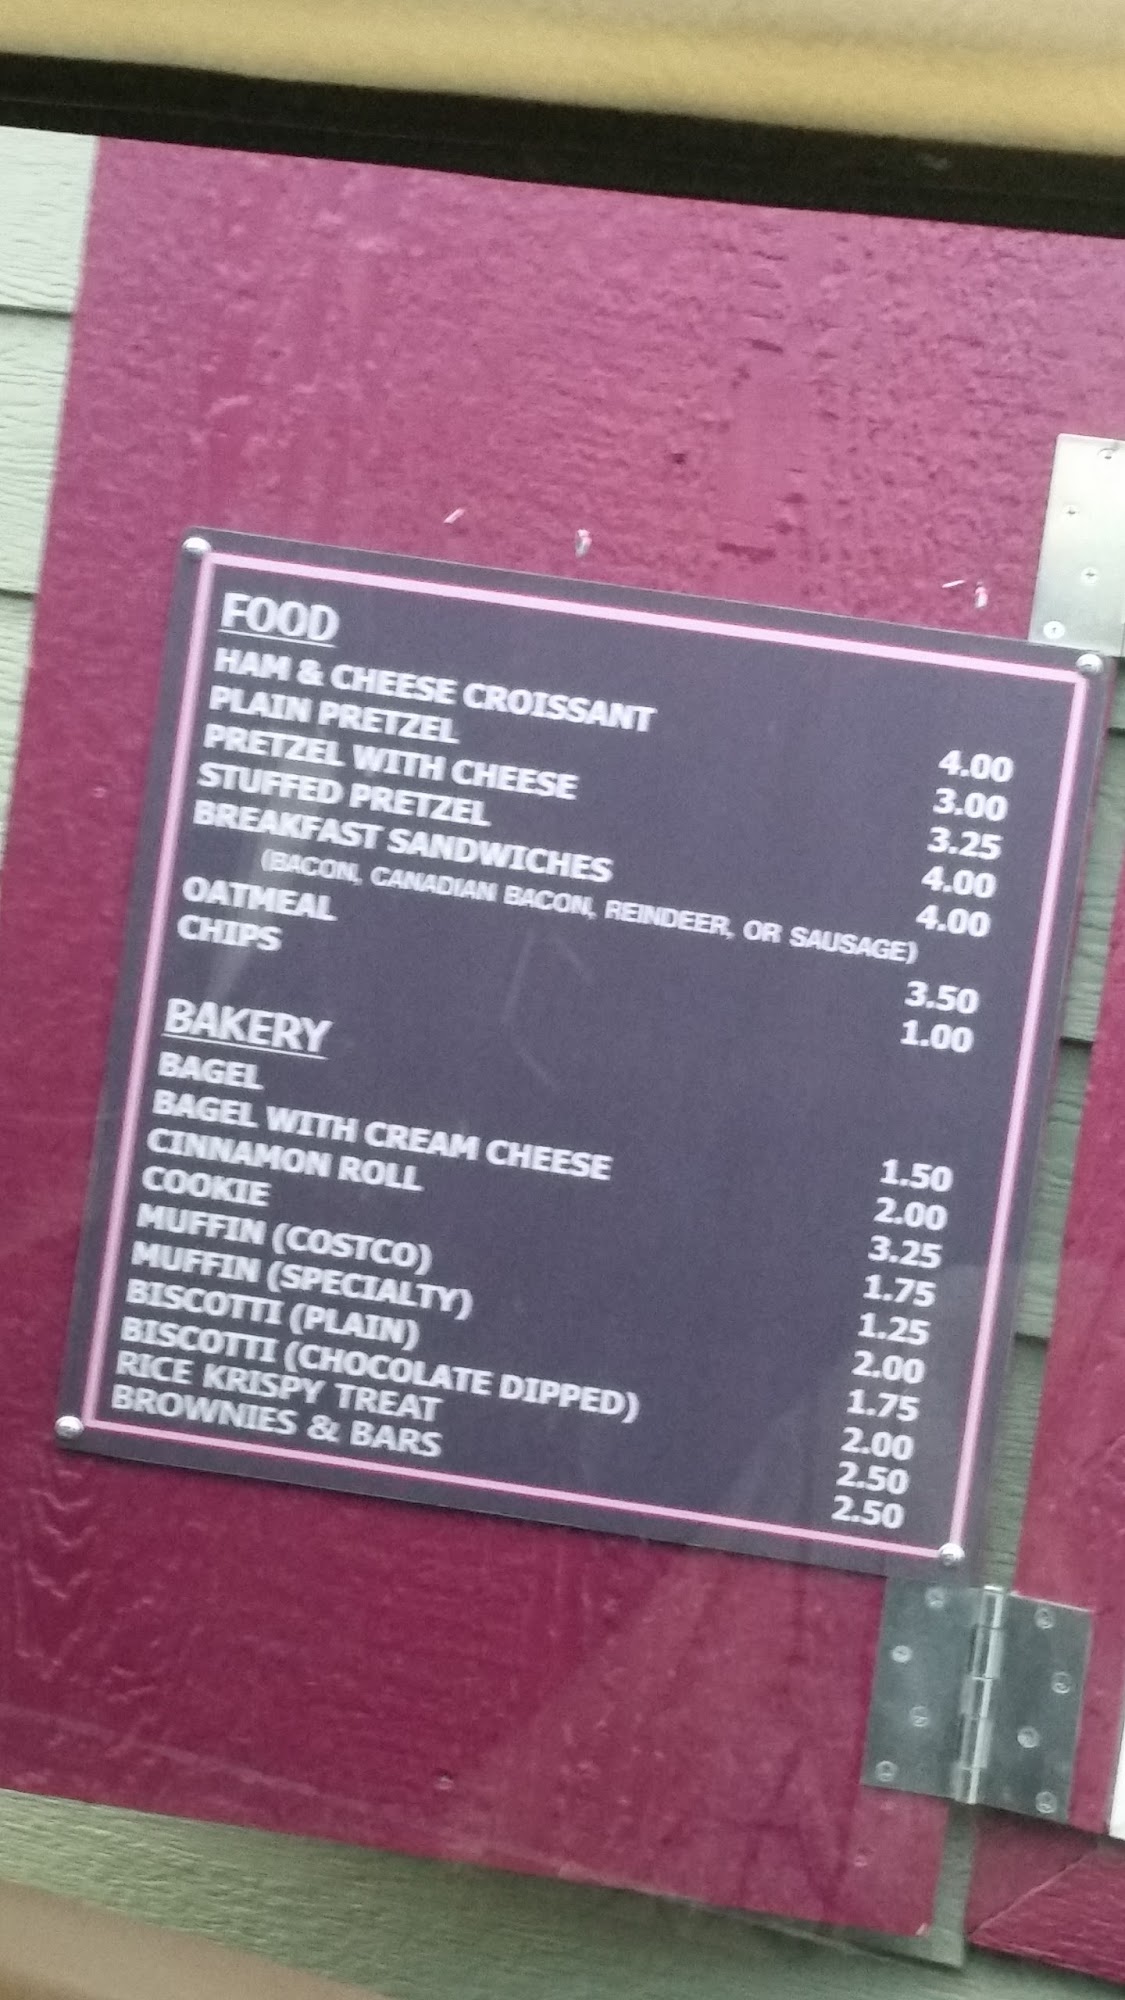 FOOD
HAM & CHEESE CROISSANT 4.00
PLAIN PRETZEL 3.00
PRETZEL WITH CHEESE 3.25
STUFFED PRETZEL 4.00
BREAKFAST SANDWICHES 4.00
(BACON, CANADIAN BACON, REINDEER, OR SAUSAGE)
OATMEAL 3.50
CHIPS 1.00
BAKERY
BAGEL 1.50
BAGEL WITH CREAM CHEESE 2.00
CINNAMON ROLL 3.25
COOKIE 1.75
MUFFIN (COSTCO) 1.25
MUFFIN (SPECIALTY) 2.00
BISCOTTI (PLAIN) 1.75
BISCOTTI (CHOCOLATE DIPPED) 2.00
RICE KRISPY TREAT 2.50
BROWNIES & BARS 2.50